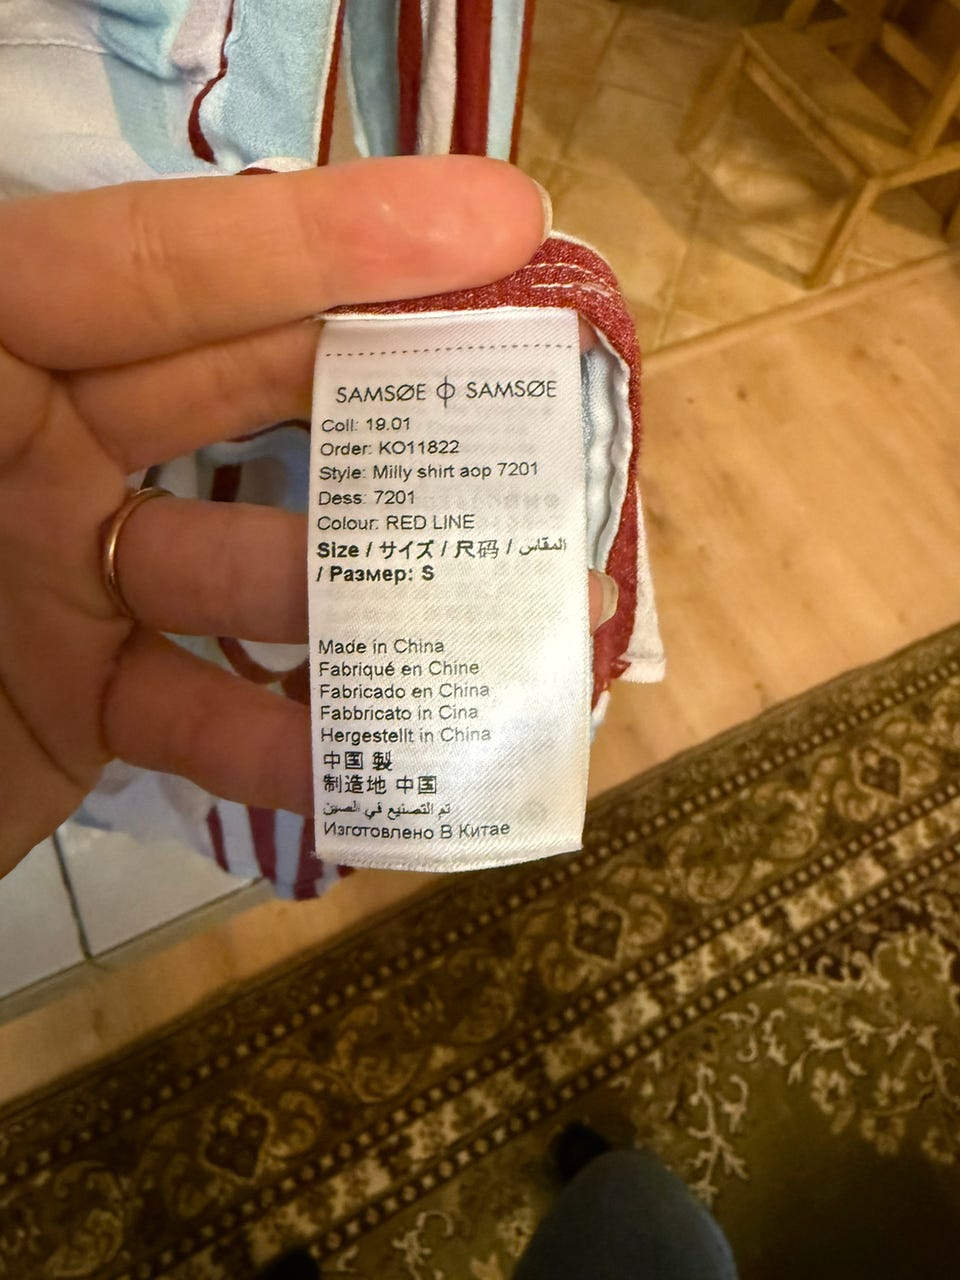 SAMSØE ϕ SAMSØE
Coll: 19.01
Order: KO11822
Style: Milly shirt aop 7201
Dess: 7201
Colour: RED LINE
Size / サイズ / 尺码 / المقاس
/ Размер: S
Made in China
Fabriqué en Chine
Fabricado en China
Fabbricato in Cina
Hergestellt in China
中国 製
制造地 中国
تم التصنيع في الصين
Изготовлено В Китае